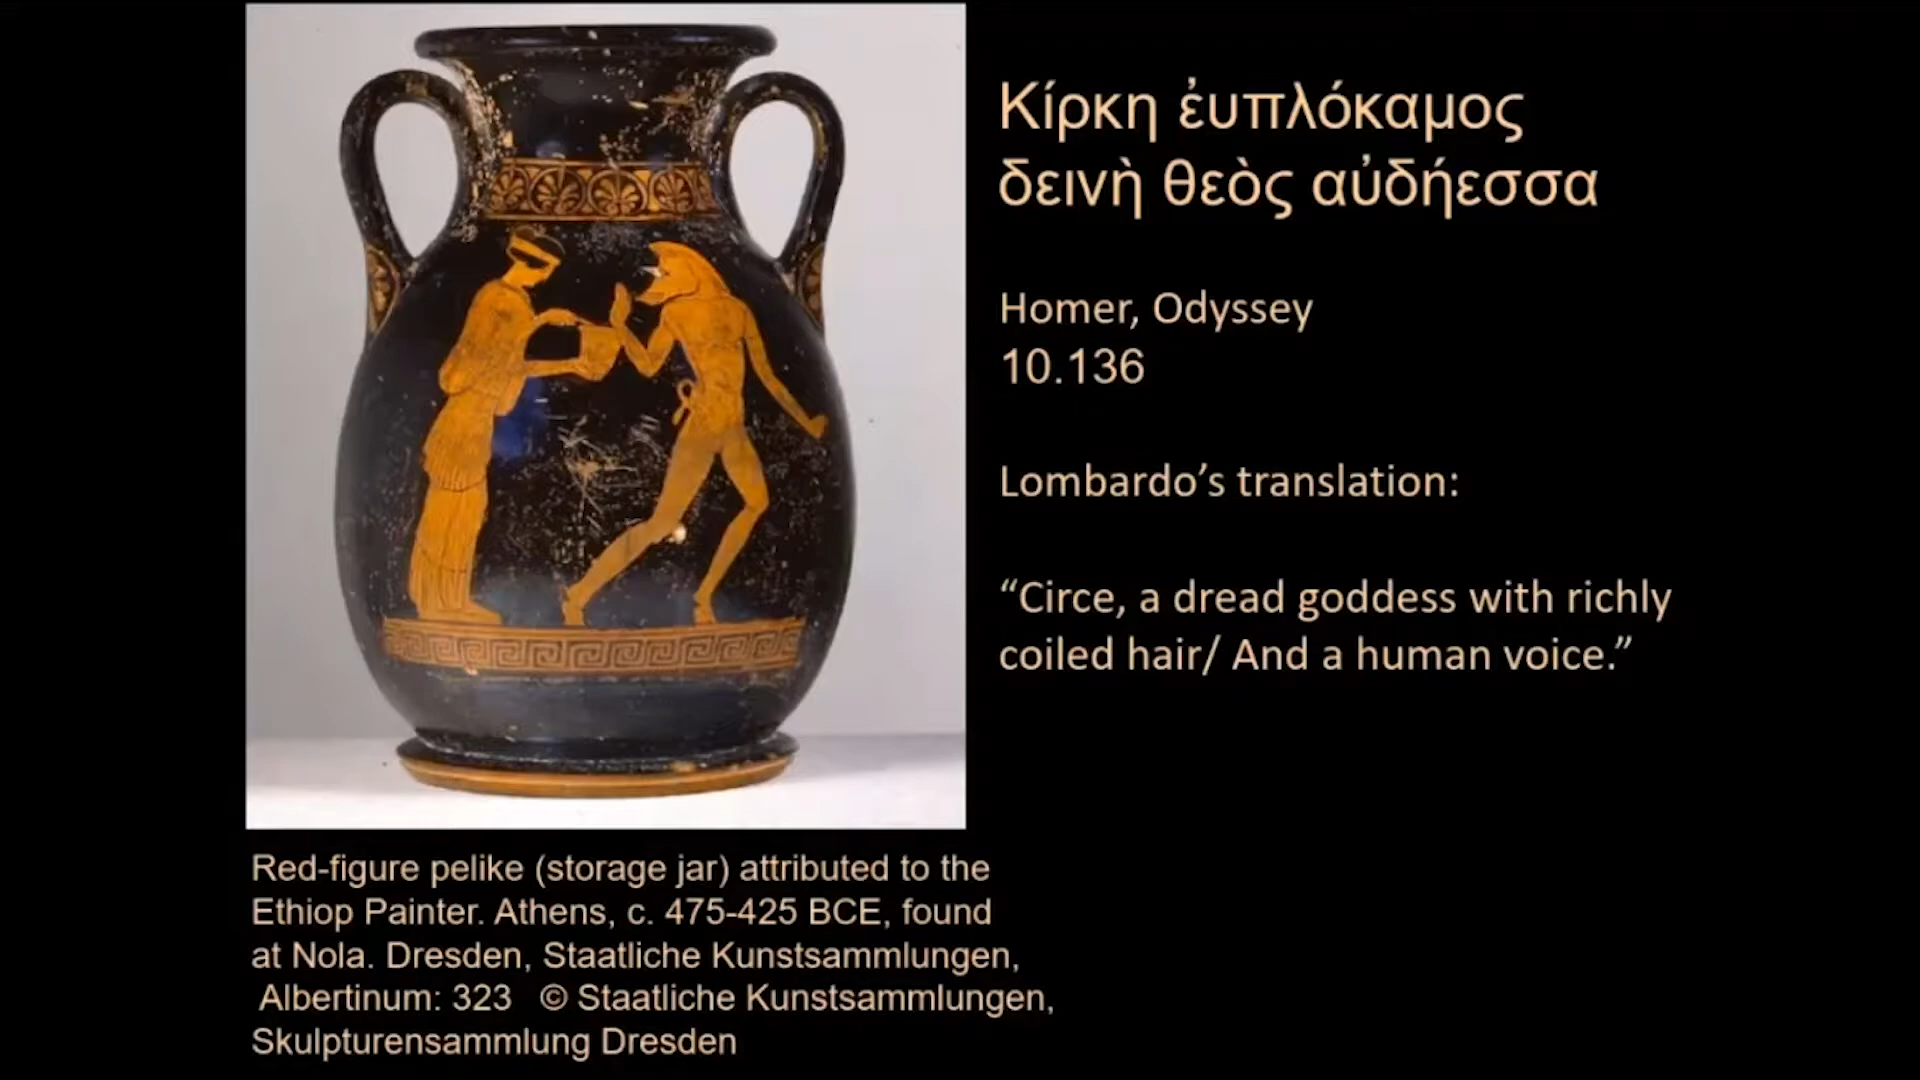 Κίρκη ἐυπλόκαμος
δεινὴ θεὸς αὐδήεσσα
Homer, Odyssey
10.136
Lombardo’s translation:
“Circe, a dread goddess with richly
coiled hair/ And a human voice.”
Red-figure pelike (storage jar) attributed to the
Ethiop Painter. Athens, c. 475-425 BCE, found
at Nola. Dresden, Staatliche Kunstsammlungen,
Albertinum: 323 © Staatliche Kunstsammlungen,
Skulpturensammlung Dresden